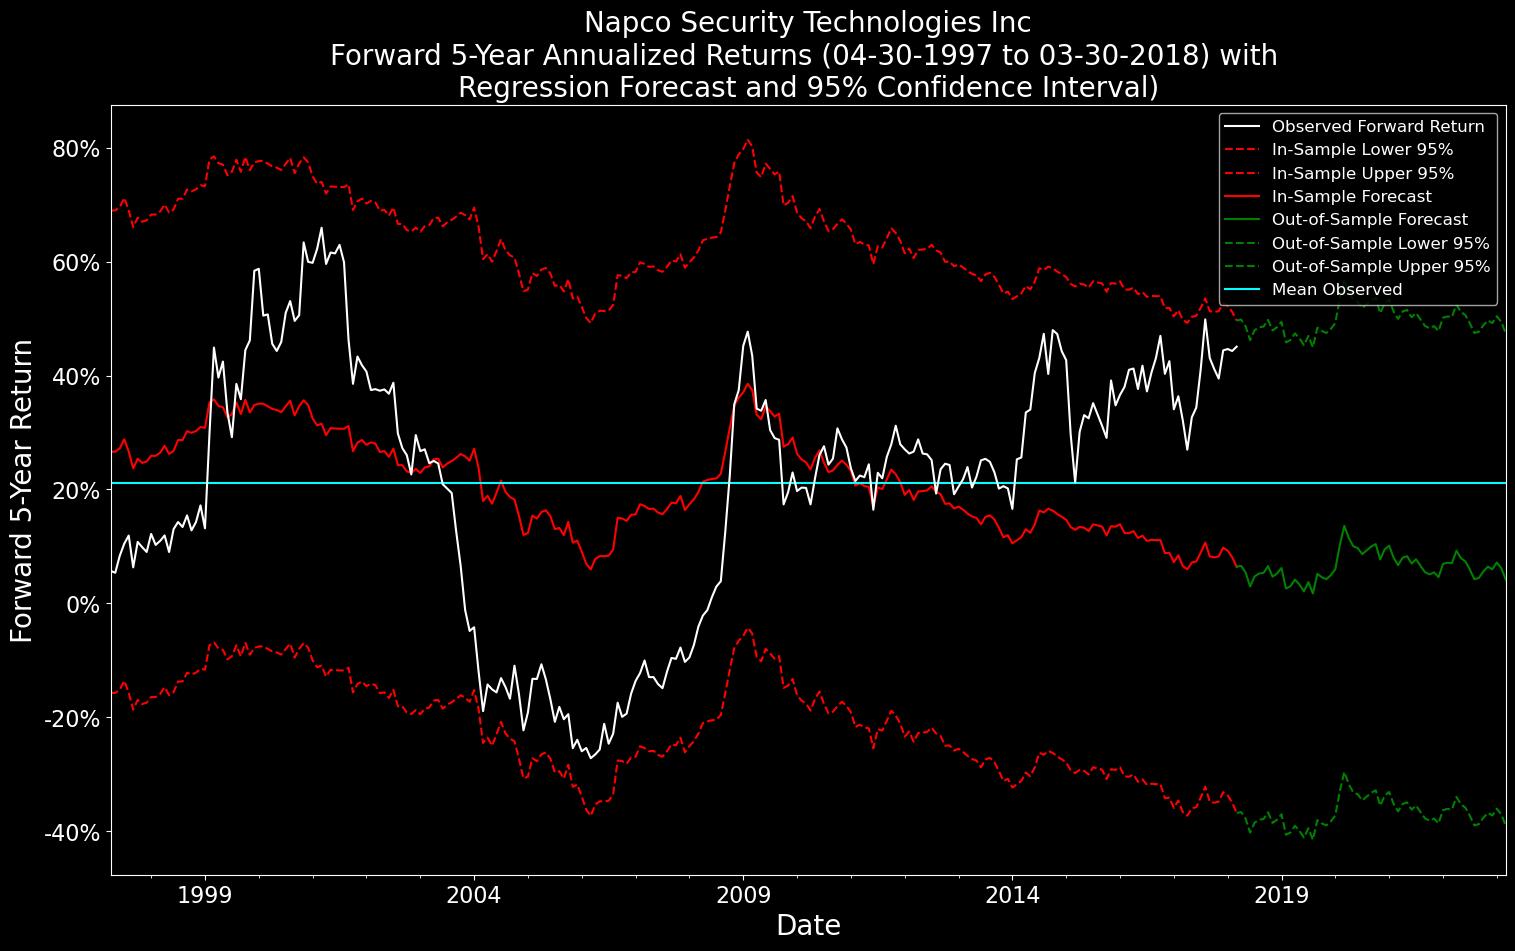 Napco Security Technologies Inc
Forward 5-Year Annualized Returns (04-30-1997 to 03-30-2018) with
Regression Forecast and 95% Confidence Interval)
Observed Forward Return
In-Sample Lower 95%
In-Sample Upper 95%
In-Sample Forecast
Out-of-Sample Forecast
Out-of-Sample Lower 95%
Out-of-Sample Upper 95%
Mean Observed
Forward 5-Year Return
80%
60%
40%
20%
0%
-20%
-40%
1999
2004
2009
2014
2019
Date